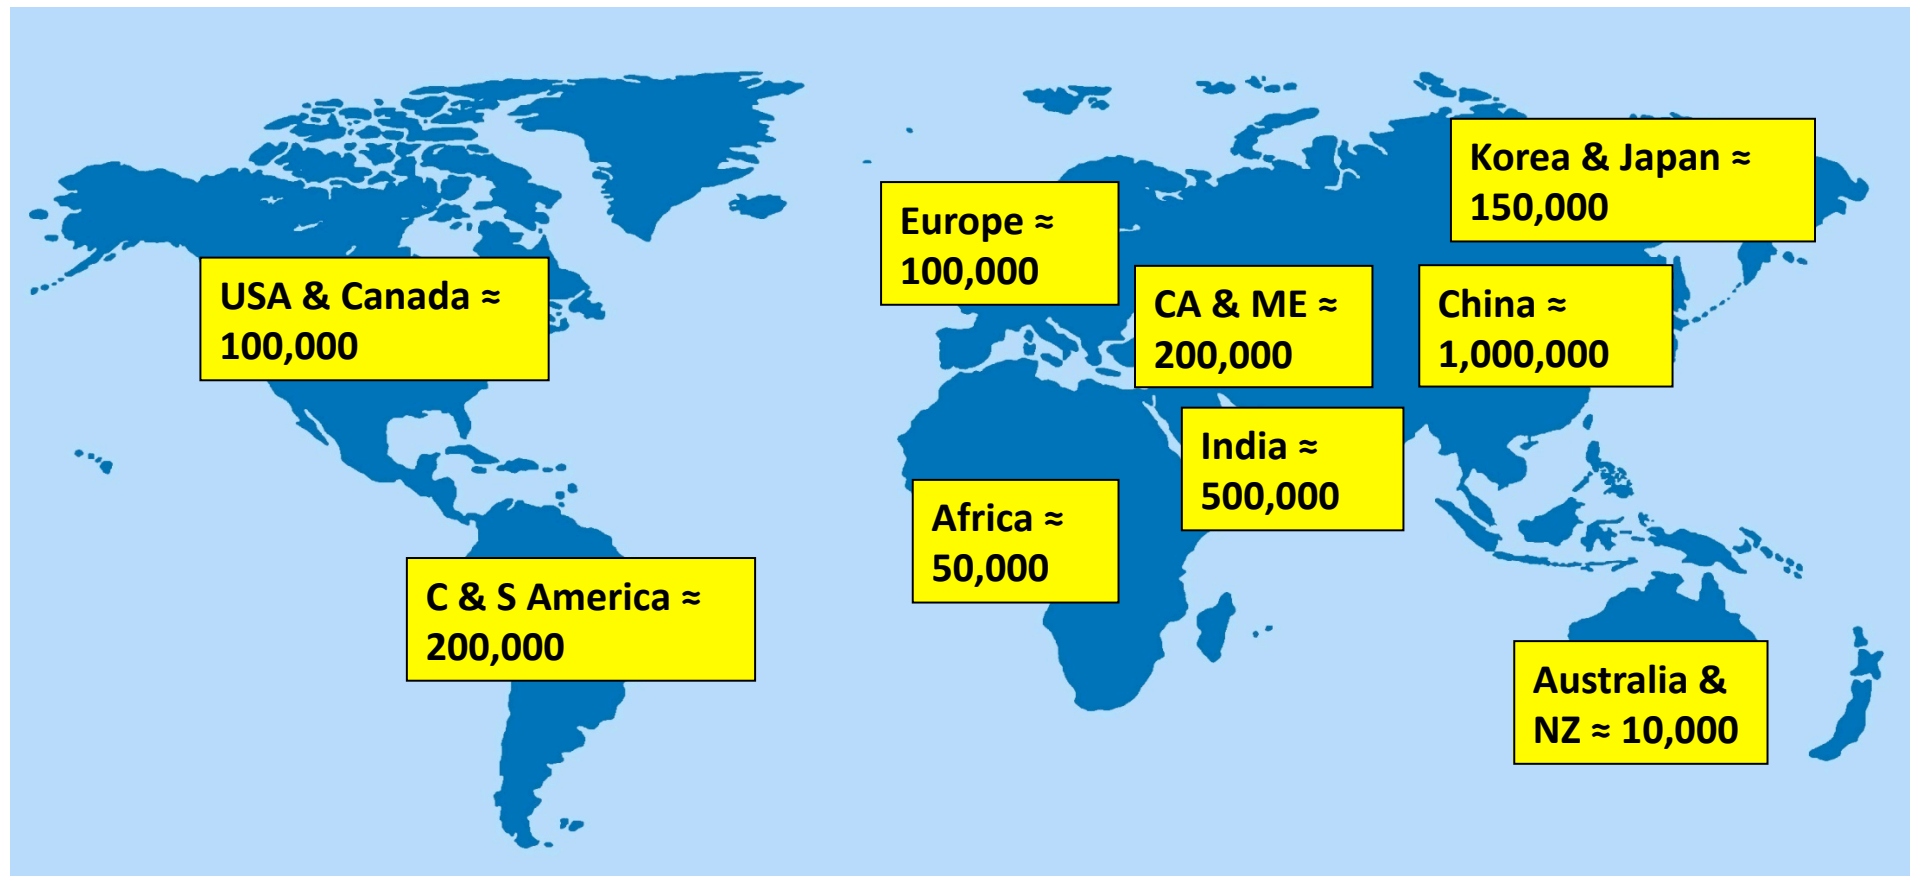 Korea & Japan ≈
150,000
Europe ≈
100,000
USA & Canada ≈
100,000
CA & ME ≈
200,000
China ≈
1,000,000
India ≈
500,000
Africa ≈
50,000
C & S America ≈
200,000
Australia &
NZ ≈ 10,000